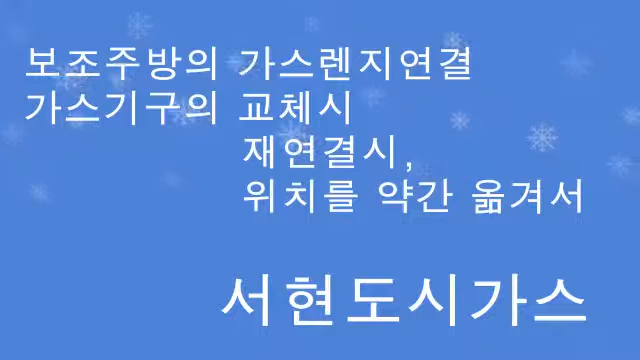 보조주방의 가스렌지연결
가스기구의 교체시
재연결시,
위치를 약간 옮겨서
서현도시가스